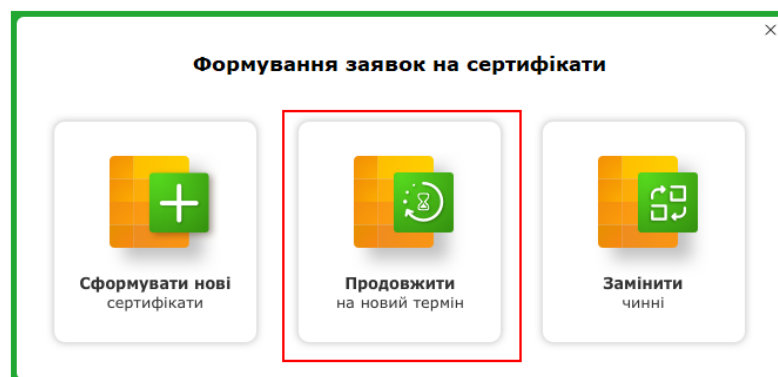 Формування заявок на сертифікати
Сформувати нові
сертифікати
Продовжити
на новий термін
Замінити
чинні